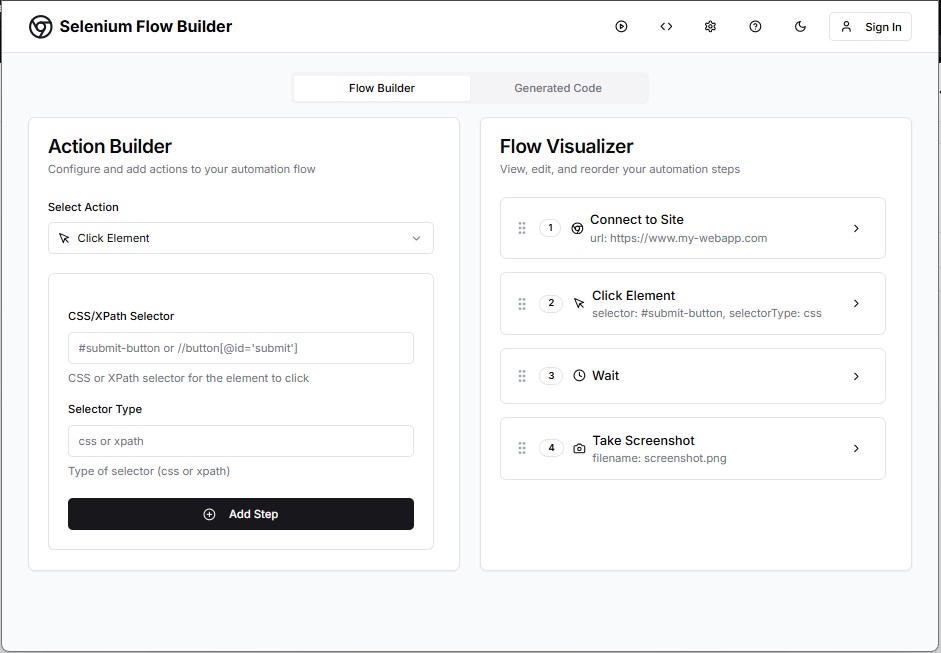 Selenium Flow Builder
Sign In
Flow Builder
Generated Code
Action Builder
Configure and add actions to your automation flow
Select Action
Click Element
CSS/XPath Selector
#submit-button or //button[@id='submit']
CSS or XPath selector for the element to click
Selector Type
css or xpath
Type of selector (css or xpath)
Add Step
Flow Visualizer
View, edit, and reorder your automation steps
1
Connect to Site
url: https://www.my-webapp.com
2
Click Element
selector: #submit-button, selectorType: css
3
Wait
4
Take Screenshot
filename: screenshot.png